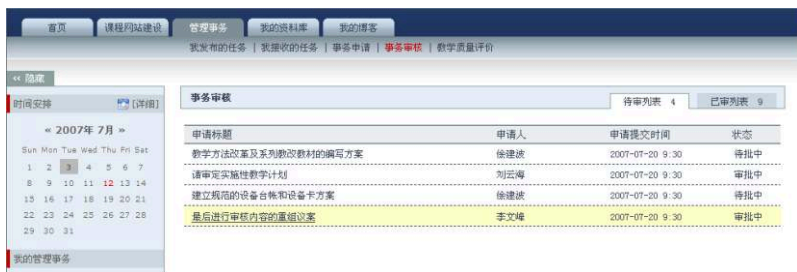 首页 课程网站建设 管理事务 我的资料库 我的博客
我发布的任务 | 我接收的任务 | 事务申请 | 事务审核 | 教学质量评价
<< 隐藏
时间安排 [详细]
事务审核 待审列表 4 已审列表 9
« 2007年 7月 »
申请标题 申请人 申请提交时间 状态
Sun Mon Tue Wed Thu Fri Sat
教学方法改革及系列教改教材的编写方案 徐建波 2007-07-20 9:30 待批中
1 2 3 4 5 6 7
请审定实施性教学计划 刘云海 2007-07-20 9:30 待批中
8 9 10 11 12 13 14
建立规范的设备台帐和设备卡方案 徐建波 2007-07-20 9:30 待批中
15 16 17 18 19 20 21
最后进行审核内容的重组议案 李文峰 2007-07-20 9:30 审批中
22 23 24 25 26 27 28
29 30 31
我的管理事务